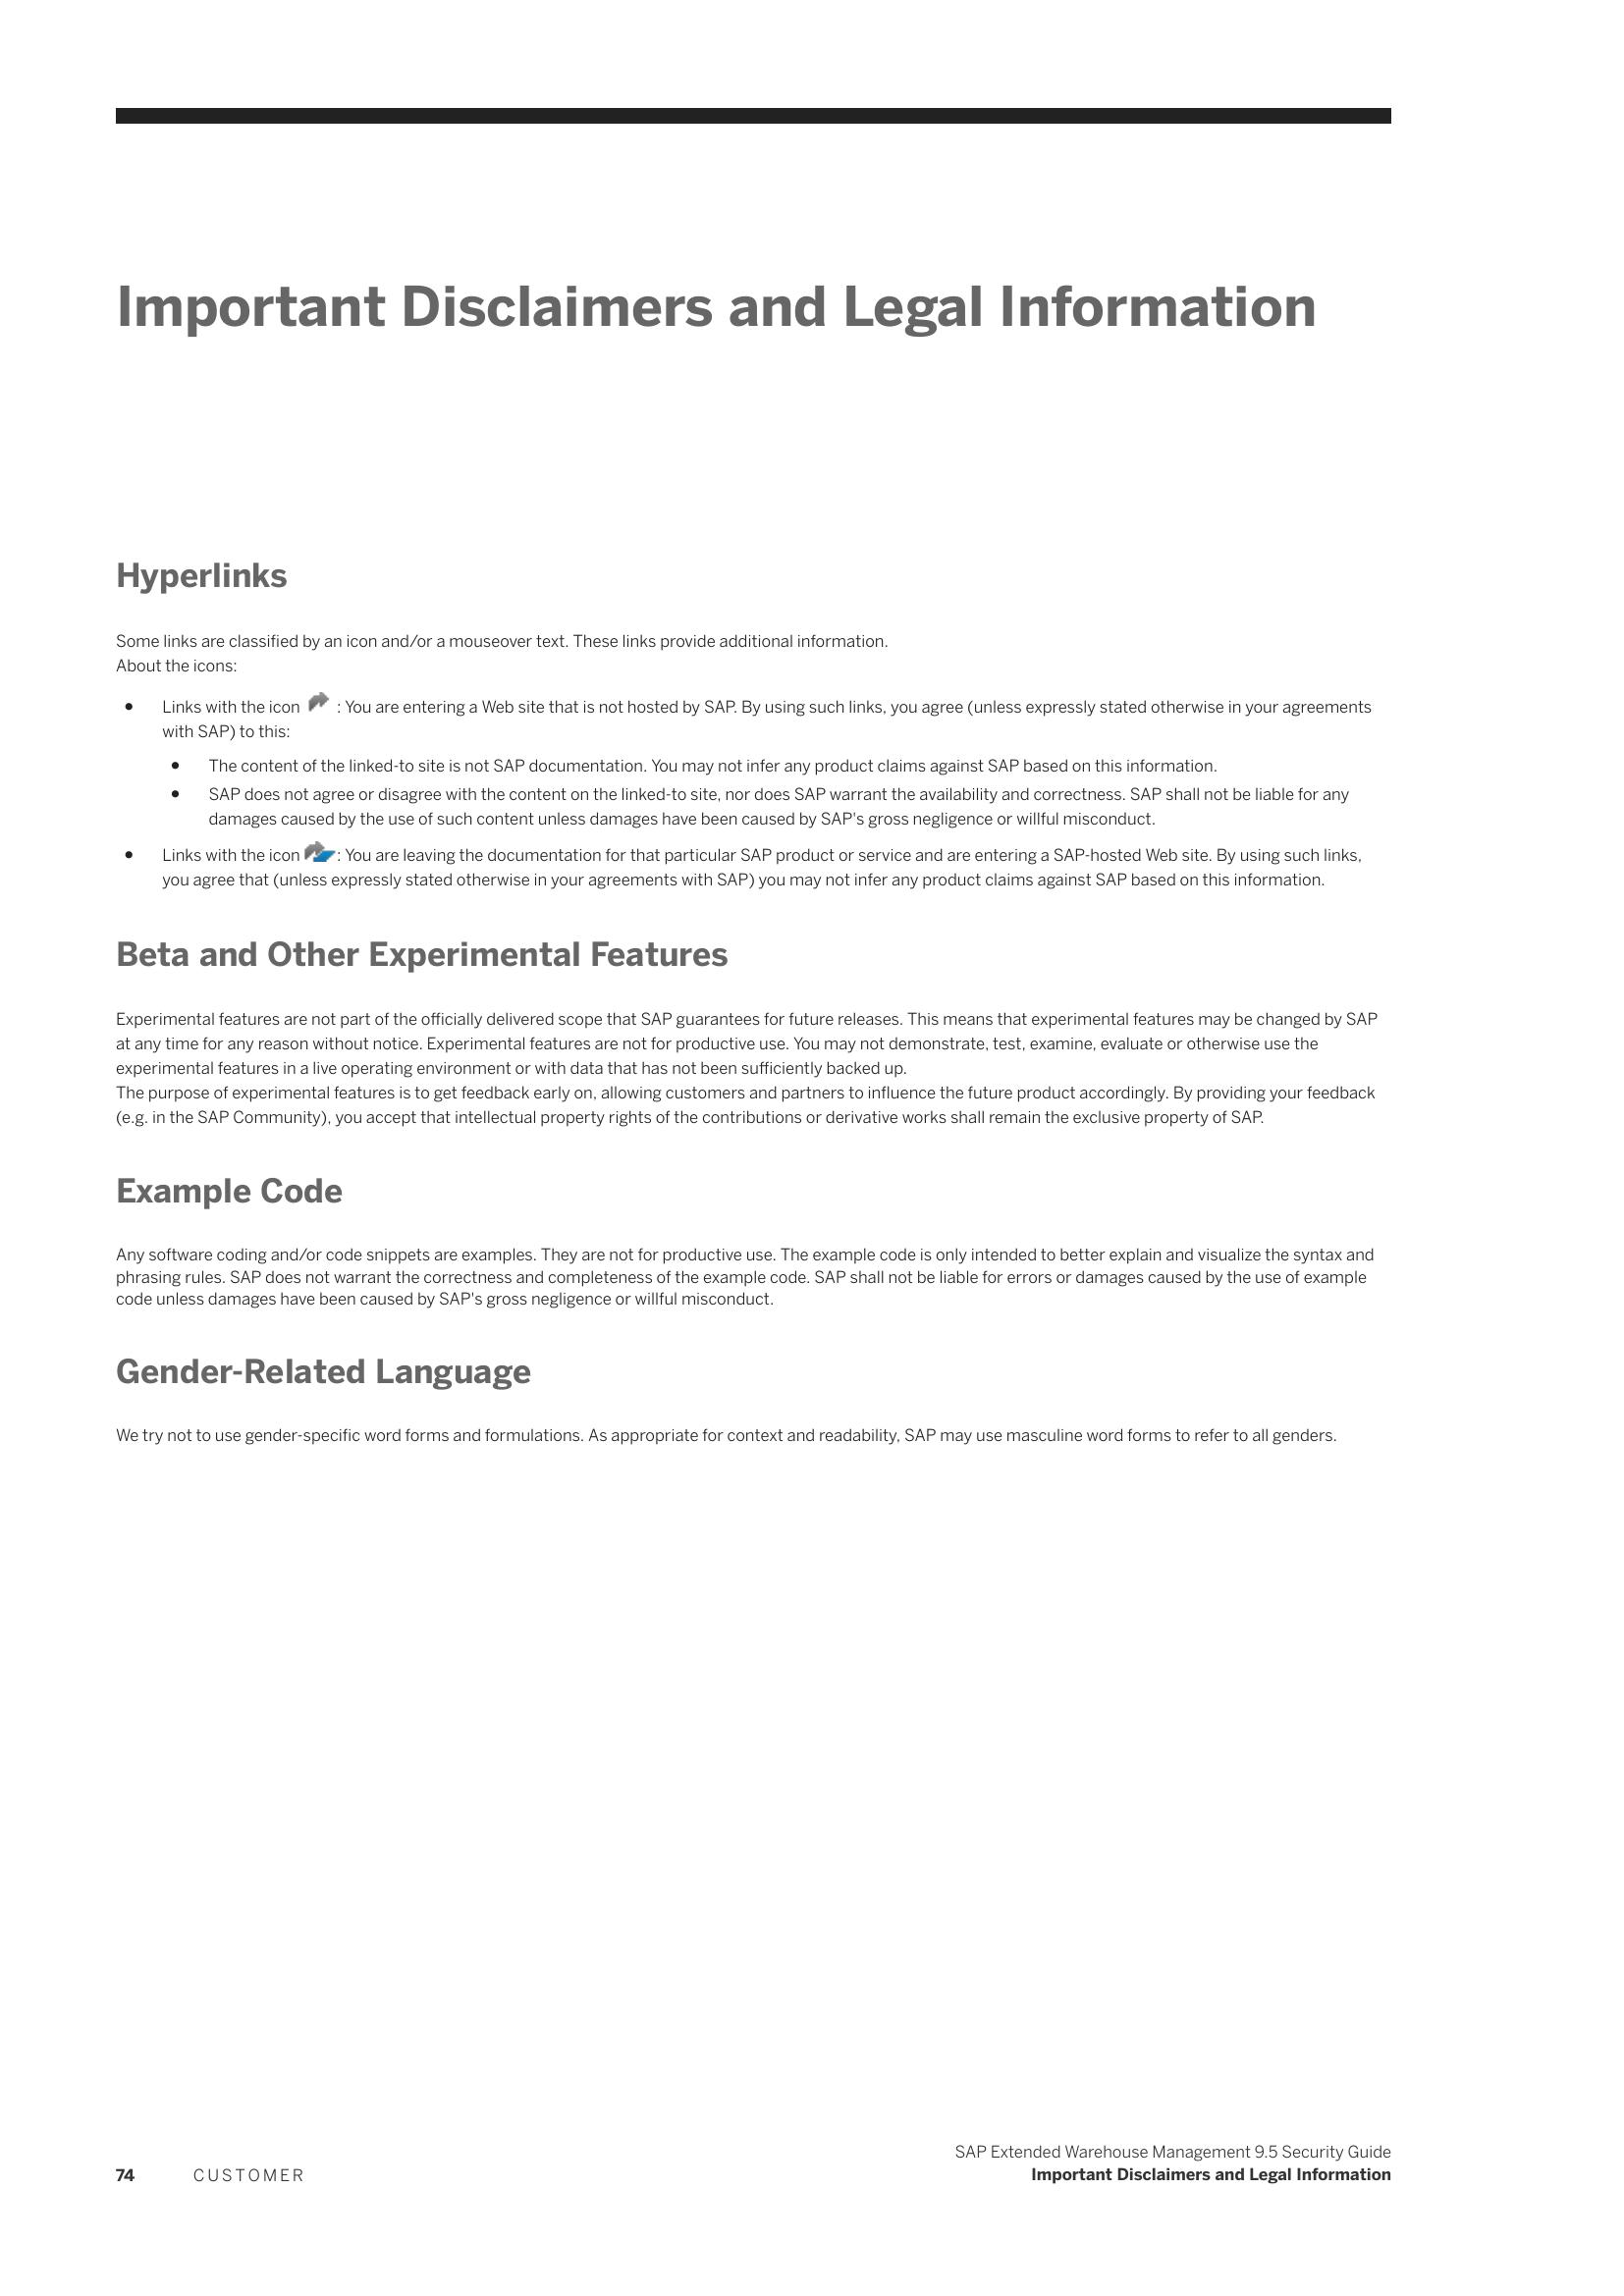 Important Disclaimers and Legal Information
Hyperlinks
Some links are classified by an icon and/or a mouseover text. These links provide additional information.
About the icons:
● Links with the icon : You are entering a Web site that is not hosted by SAP. By using such links, you agree (unless expressly stated otherwise in your agreements
with SAP) to this:
● The content of the linked-to site is not SAP documentation. You may not infer any product claims against SAP based on this information.
● SAP does not agree or disagree with the content on the linked-to site, nor does SAP warrant the availability and correctness. SAP shall not be liable for any
damages caused by the use of such content unless damages have been caused by SAP's gross negligence or willful misconduct.
● Links with the icon : You are leaving the documentation for that particular SAP product or service and are entering a SAP-hosted Web site. By using such links,
you agree that (unless expressly stated otherwise in your agreements with SAP) you may not infer any product claims against SAP based on this information.
Beta and Other Experimental Features
Experimental features are not part of the officially delivered scope that SAP guarantees for future releases. This means that experimental features may be changed by SAP
at any time for any reason without notice. Experimental features are not for productive use. You may not demonstrate, test, examine, evaluate or otherwise use the
experimental features in a live operating environment or with data that has not been sufficiently backed up.
The purpose of experimental features is to get feedback early on, allowing customers and partners to influence the future product accordingly. By providing your feedback
(e.g. in the SAP Community), you accept that intellectual property rights of the contributions or derivative works shall remain the exclusive property of SAP.
Example Code
Any software coding and/or code snippets are examples. They are not for productive use. The example code is only intended to better explain and visualize the syntax and
phrasing rules. SAP does not warrant the correctness and completeness of the example code. SAP shall not be liable for errors or damages caused by the use of example
code unless damages have been caused by SAP's gross negligence or willful misconduct.
Gender-Related Language
We try not to use gender-specific word forms and formulations. As appropriate for context and readability, SAP may use masculine word forms to refer to all genders.
SAP Extended Warehouse Management 9.5 Security Guide
74 CUSTOMER Important Disclaimers and Legal Information